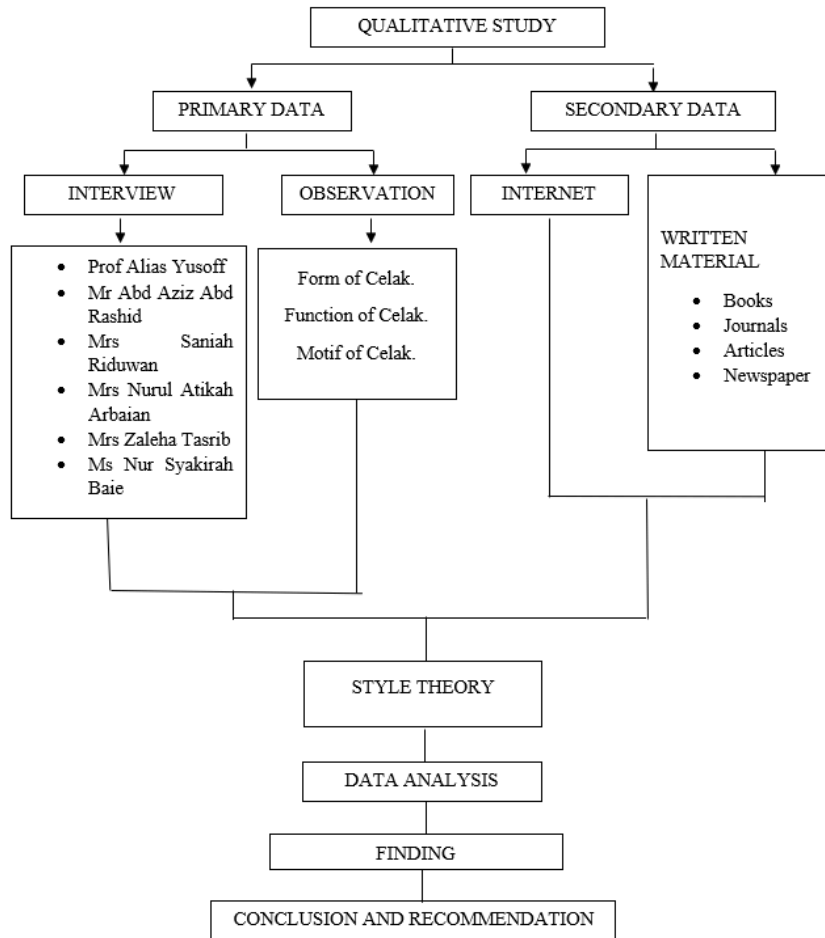 QUALITATIVE STUDY
PRIMARY DATA
SECONDARY DATA
INTERVIEW
OBSERVATION
INTERNET
WRITTEN
MATERIAL
• Books
• Journals
• Articles
• Newspaper
• Prof Alias Yusoff
• Mr Abd Aziz Abd
Rashid
• Mrs Saniah
Riduwan
• Mrs Nurul Atikah
Arbaian
• Mrs Zaleha Tasrib
• Ms Nur Syakirah
Baie
Form of Celak.
Function of Celak.
Motif of Celak.
STYLE THEORY
DATA ANALYSIS
FINDING
CONCLUSION AND RECOMMENDATION